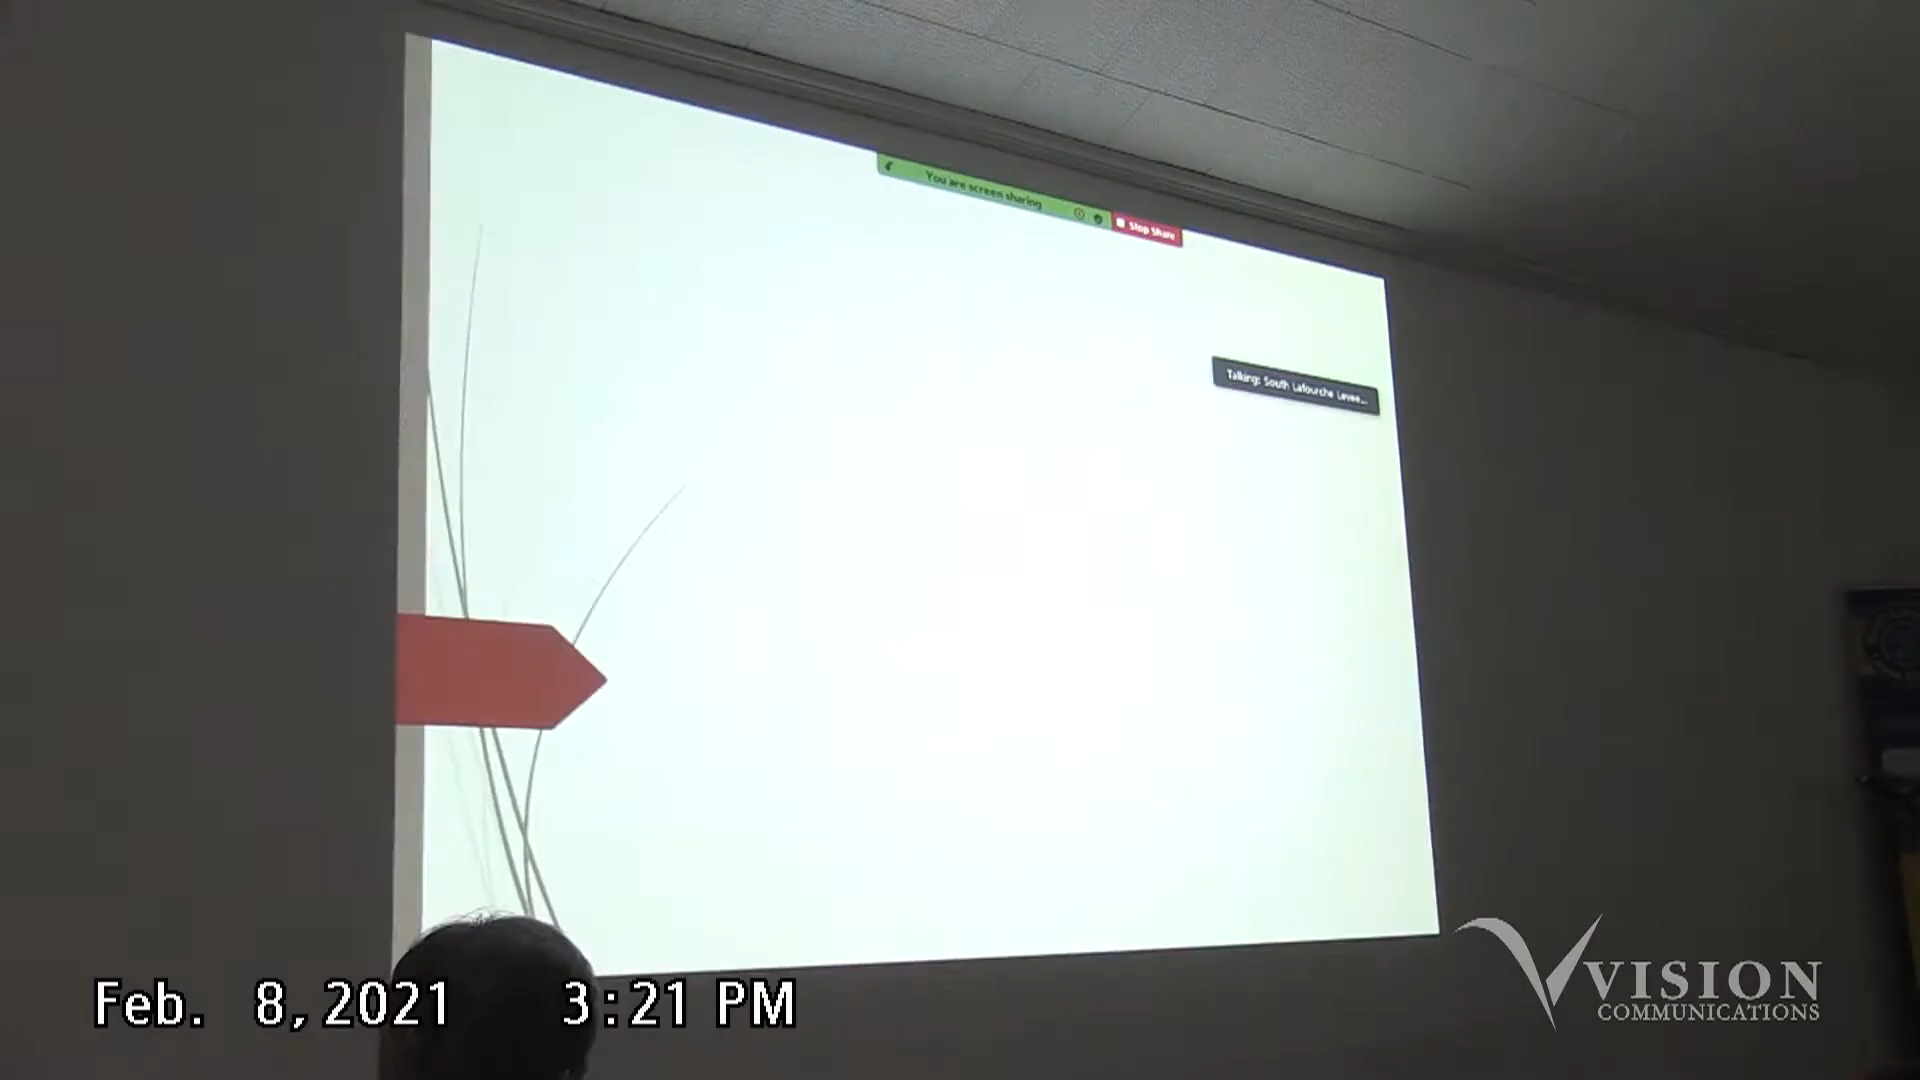 You are screen sharing
Stop Share
Talking: South Lafourche Levee...
Feb. 8, 2021 3:21 PM
VISION
COMMUNICATIONS